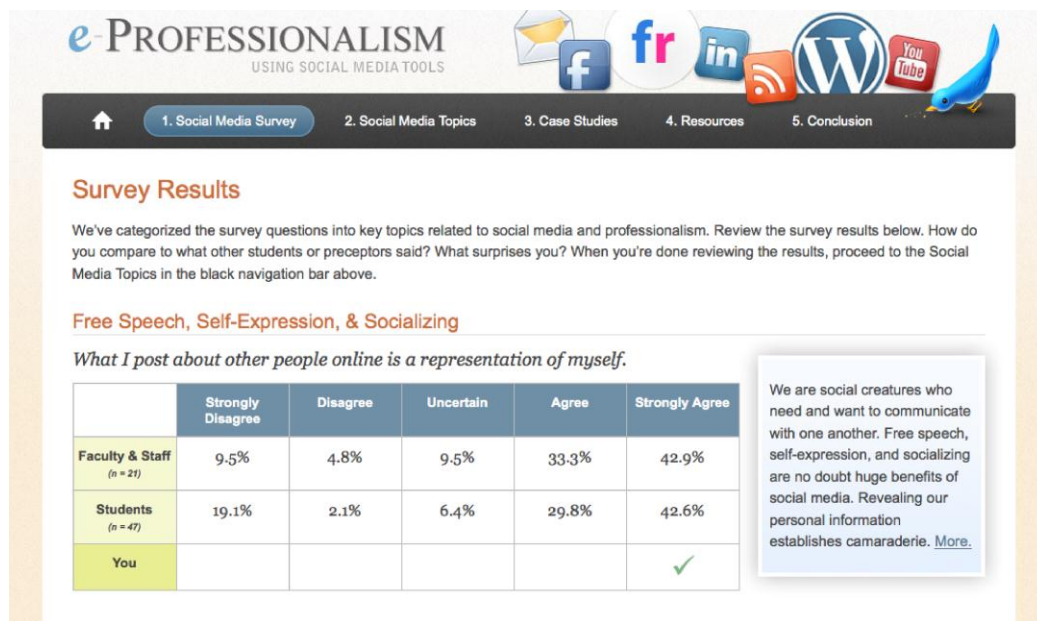 e-PROFESSIONALISM
USING SOCIAL MEDIA TOOLS
f
fr
in
W
You
Tube
1. Social Media Survey
2. Social Media Topics
3. Case Studies
4. Resources
5. Conclusion
Survey Results
We've categorized the survey questions into key topics related to social media and professionalism. Review the survey results below. How do
you compare to what other students or preceptors said? What surprises you? When you're done reviewing the results, proceed to the Social
Media Topics in the black navigation bar above.
Free Speech, Self-Expression, & Socializing
What I post about other people online is a representation of myself.
Strongly
Disagree
Disagree
Uncertain
Agree
Strongly Agree
Faculty & Staff
(n = 21)
9.5%
4.8%
9.5%
33.3%
42.9%
Students
(n = 47)
19.1%
2.1%
6.4%
29.8%
42.6%
You
We are social creatures who
need and want to communicate
with one another. Free speech,
self-expression, and socializing
are no doubt huge benefits of
social media. Revealing our
personal information
establishes camaraderie. More.